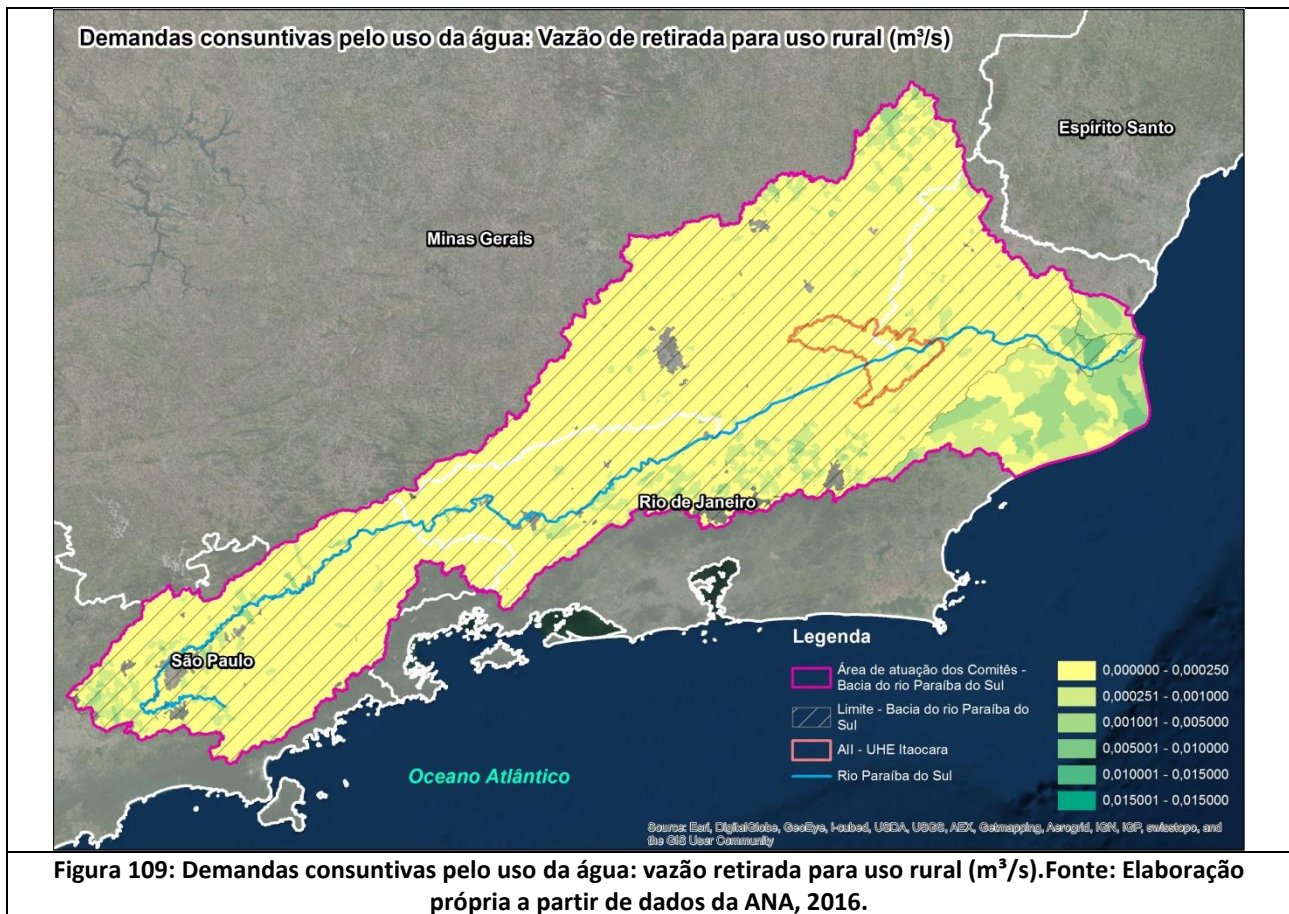 Demandas consuntivas pelo uso da água: Vazão de retirada para uso rural (m³/s)
Espírito Santo
Minas Gerais
Rio de Janeiro
São Paulo
Oceano Atlântico
Legenda
Área de atuação dos Comitês -
Bacia do rio Paraíba do Sul
Limite - Bacia do rio Paraíba do
Sul
AII - UHE Itaocara
Rio Paraíba do Sul
0,000000 - 0,000250
0,000251 - 0,001000
0,001001 - 0,005000
0,005001 - 0,010000
0,010001 - 0,015000
0,015001 - 0,015000
Source: Esri, DigitalGlobe, GeoEye, i-cubed, USDA, USGS, AEX, Getmapping, Aerogrid, IGN, IGP, swisstopo, and
the GIS User Community
Figura 109: Demandas consuntivas pelo uso da água: vazão retirada para uso rural (m³/s).Fonte: Elaboração
própria a partir de dados da ANA, 2016.